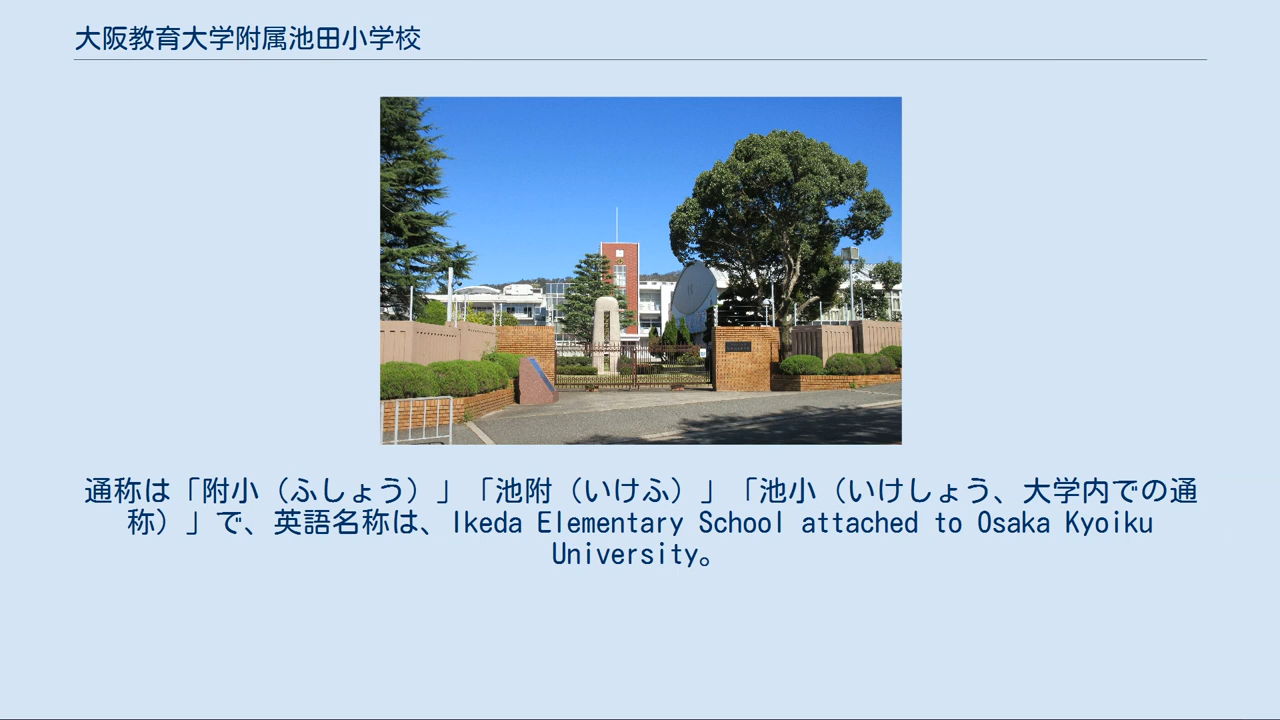 大阪教育大学附属池田小学校
通称は「附小（ふしょう）」「池附（いけふ）」「池小（いけしょう、大学内での通
称）」で、英語名称は、Ikeda Elementary School attached to Osaka Kyoiku
University。